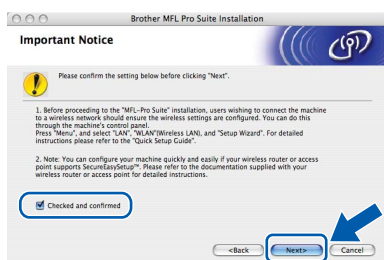 Brother MFL Pro Suite Installation
Important Notice
Please confirm the setting below before clicking "Next".
1. Before proceeding to the "MFL-Pro Suite" installation, users wishing to connect the machine
to a wireless network should ensure the wireless settings are configured. You can do this
through the machine's control panel.
Press "Menu", and select "LAN", "WLAN"(Wireless LAN), and "Setup Wizard". For detailed
instructions please refer to the "Quick Setup Guide".
2. Note: You can configure your machine quickly and easily if your wireless router or access
point supports SecureEasySetup™. Please refer to the documentation supplied with your
wireless router or access point for detailed instructions.
Checked and confirmed
<Back Next> Cancel